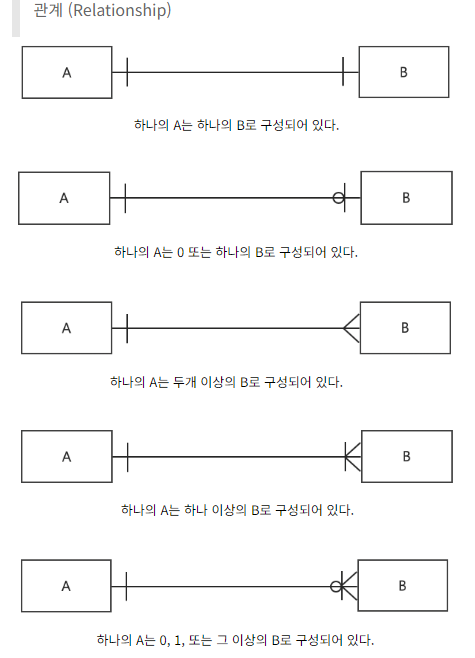 관계 (Relationship)
A B
하나의 A는 하나의 B로 구성되어 있다.
A B
하나의 A는 0 또는 하나의 B로 구성되어 있다.
A B
하나의 A는 두개 이상의 B로 구성되어 있다.
A B
하나의 A는 하나 이상의 B로 구성되어 있다.
A B
하나의 A는 0, 1, 또는 그 이상의 B로 구성되어 있다.